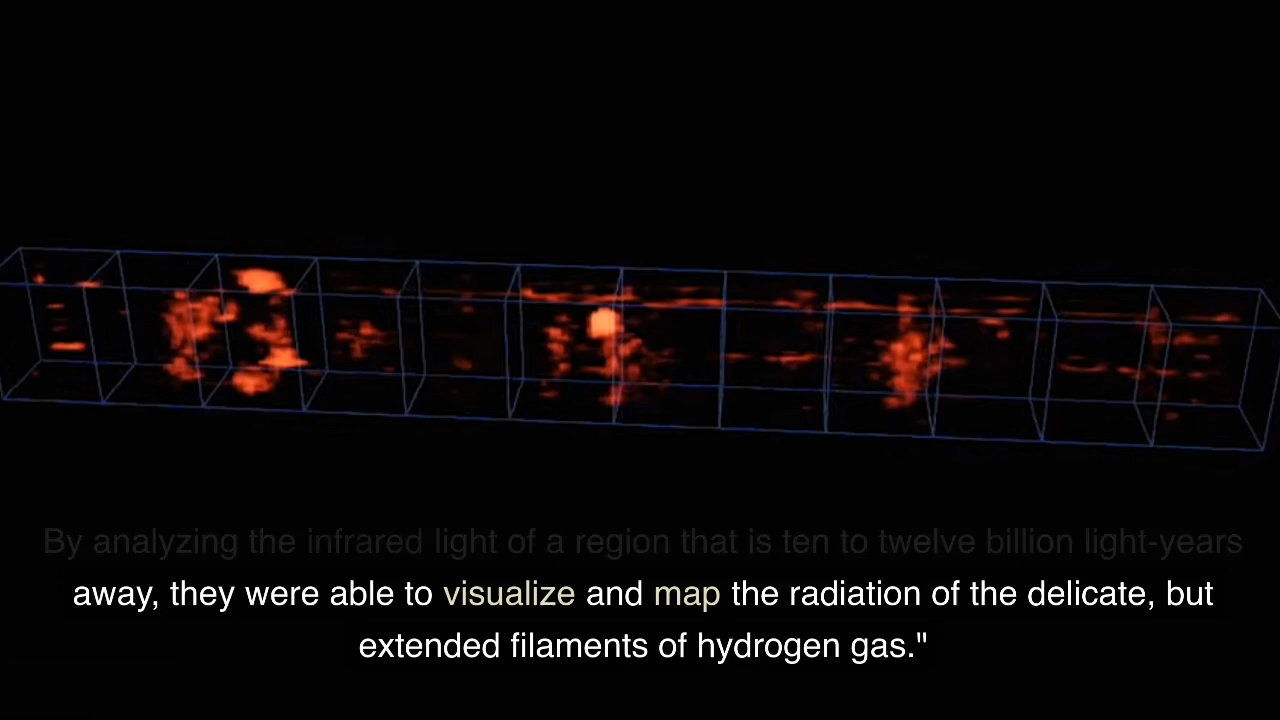 By analyzing the infrared light of a region that is ten to twelve billion light-years
away, they were able to visualize and map the radiation of the delicate, but
extended filaments of hydrogen gas."